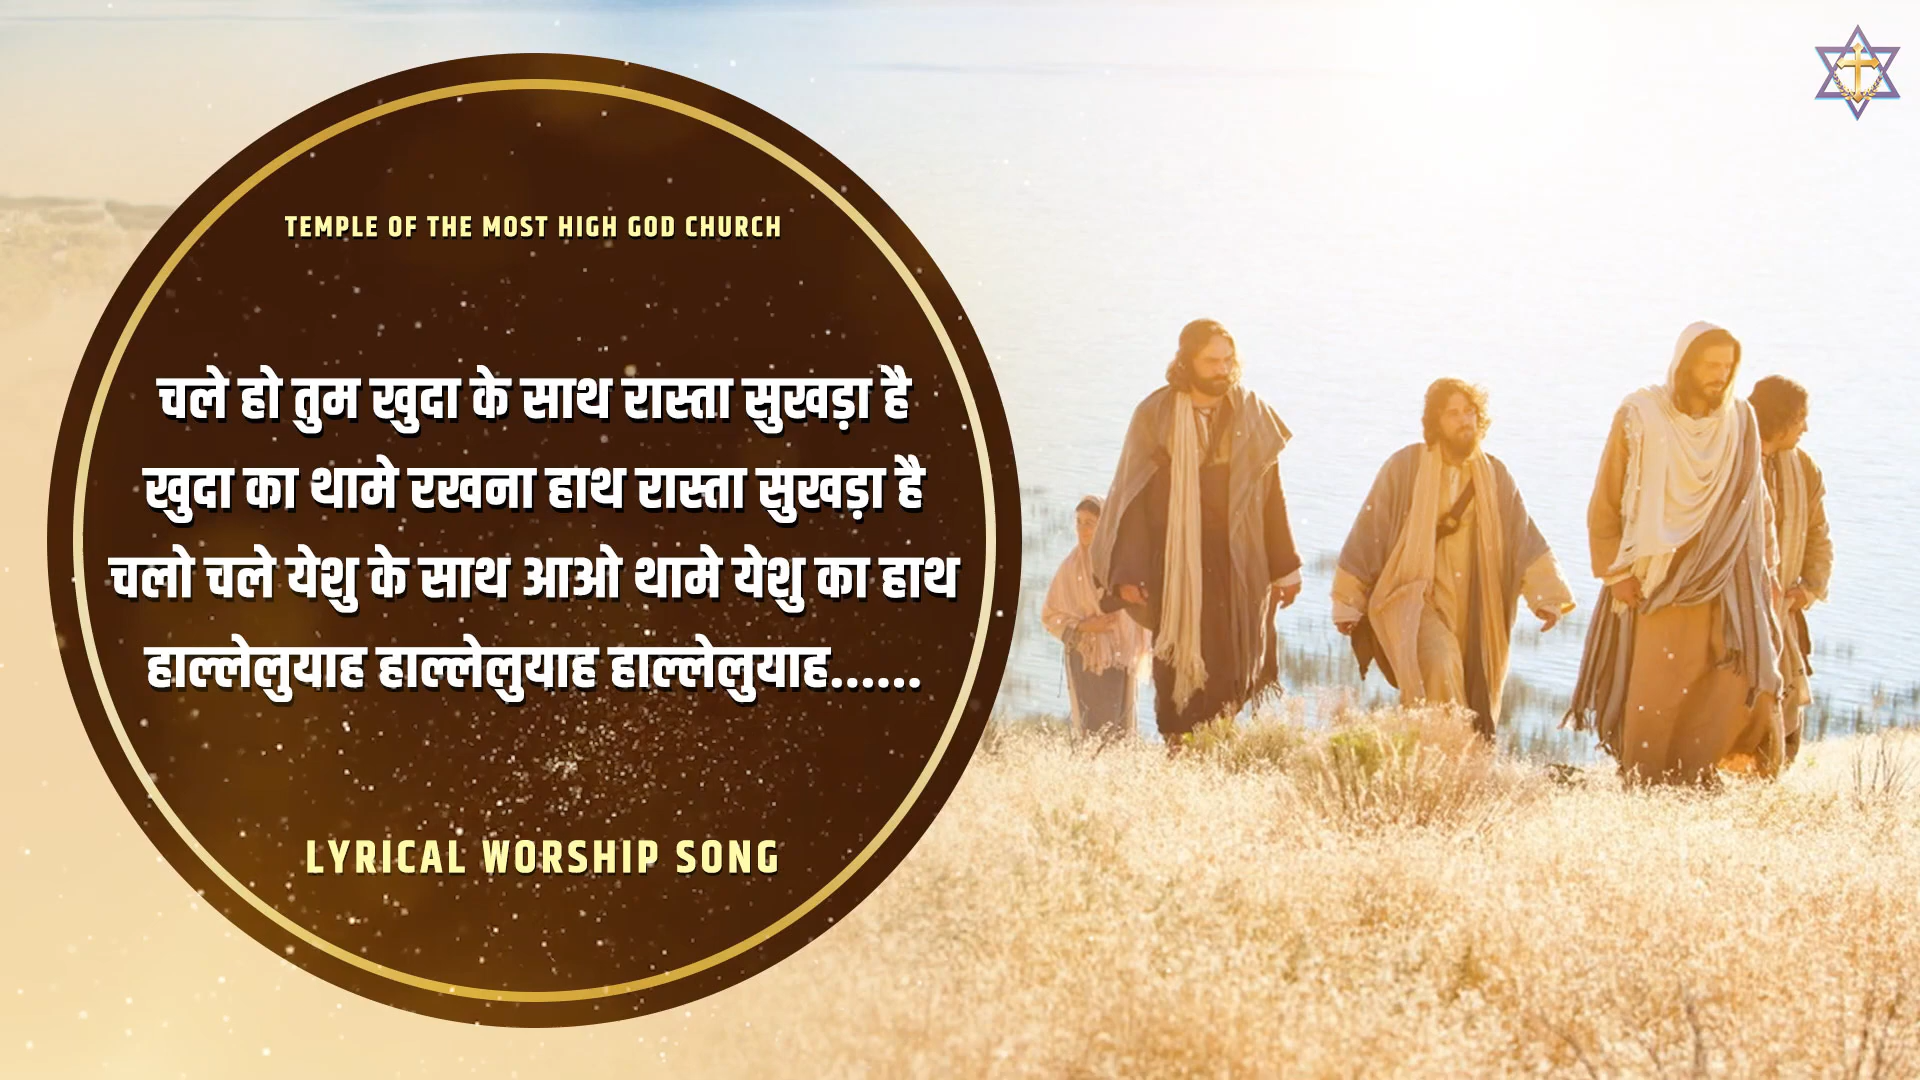 TEMPLE OF THE MOST HIGH GOD CHURCH
चले हो तुम खुदा के साथ रास्ता सुखड़ा है
खुदा का थामे रखना हाथ रास्ता सुखड़ा है
चलो चले येशु के साथ आओ थामे येशु का हाथ
हाल्लेलुयाह हाल्लेलुयाह हाल्लेलुयाह......
LYRICAL WORSHIP SONG